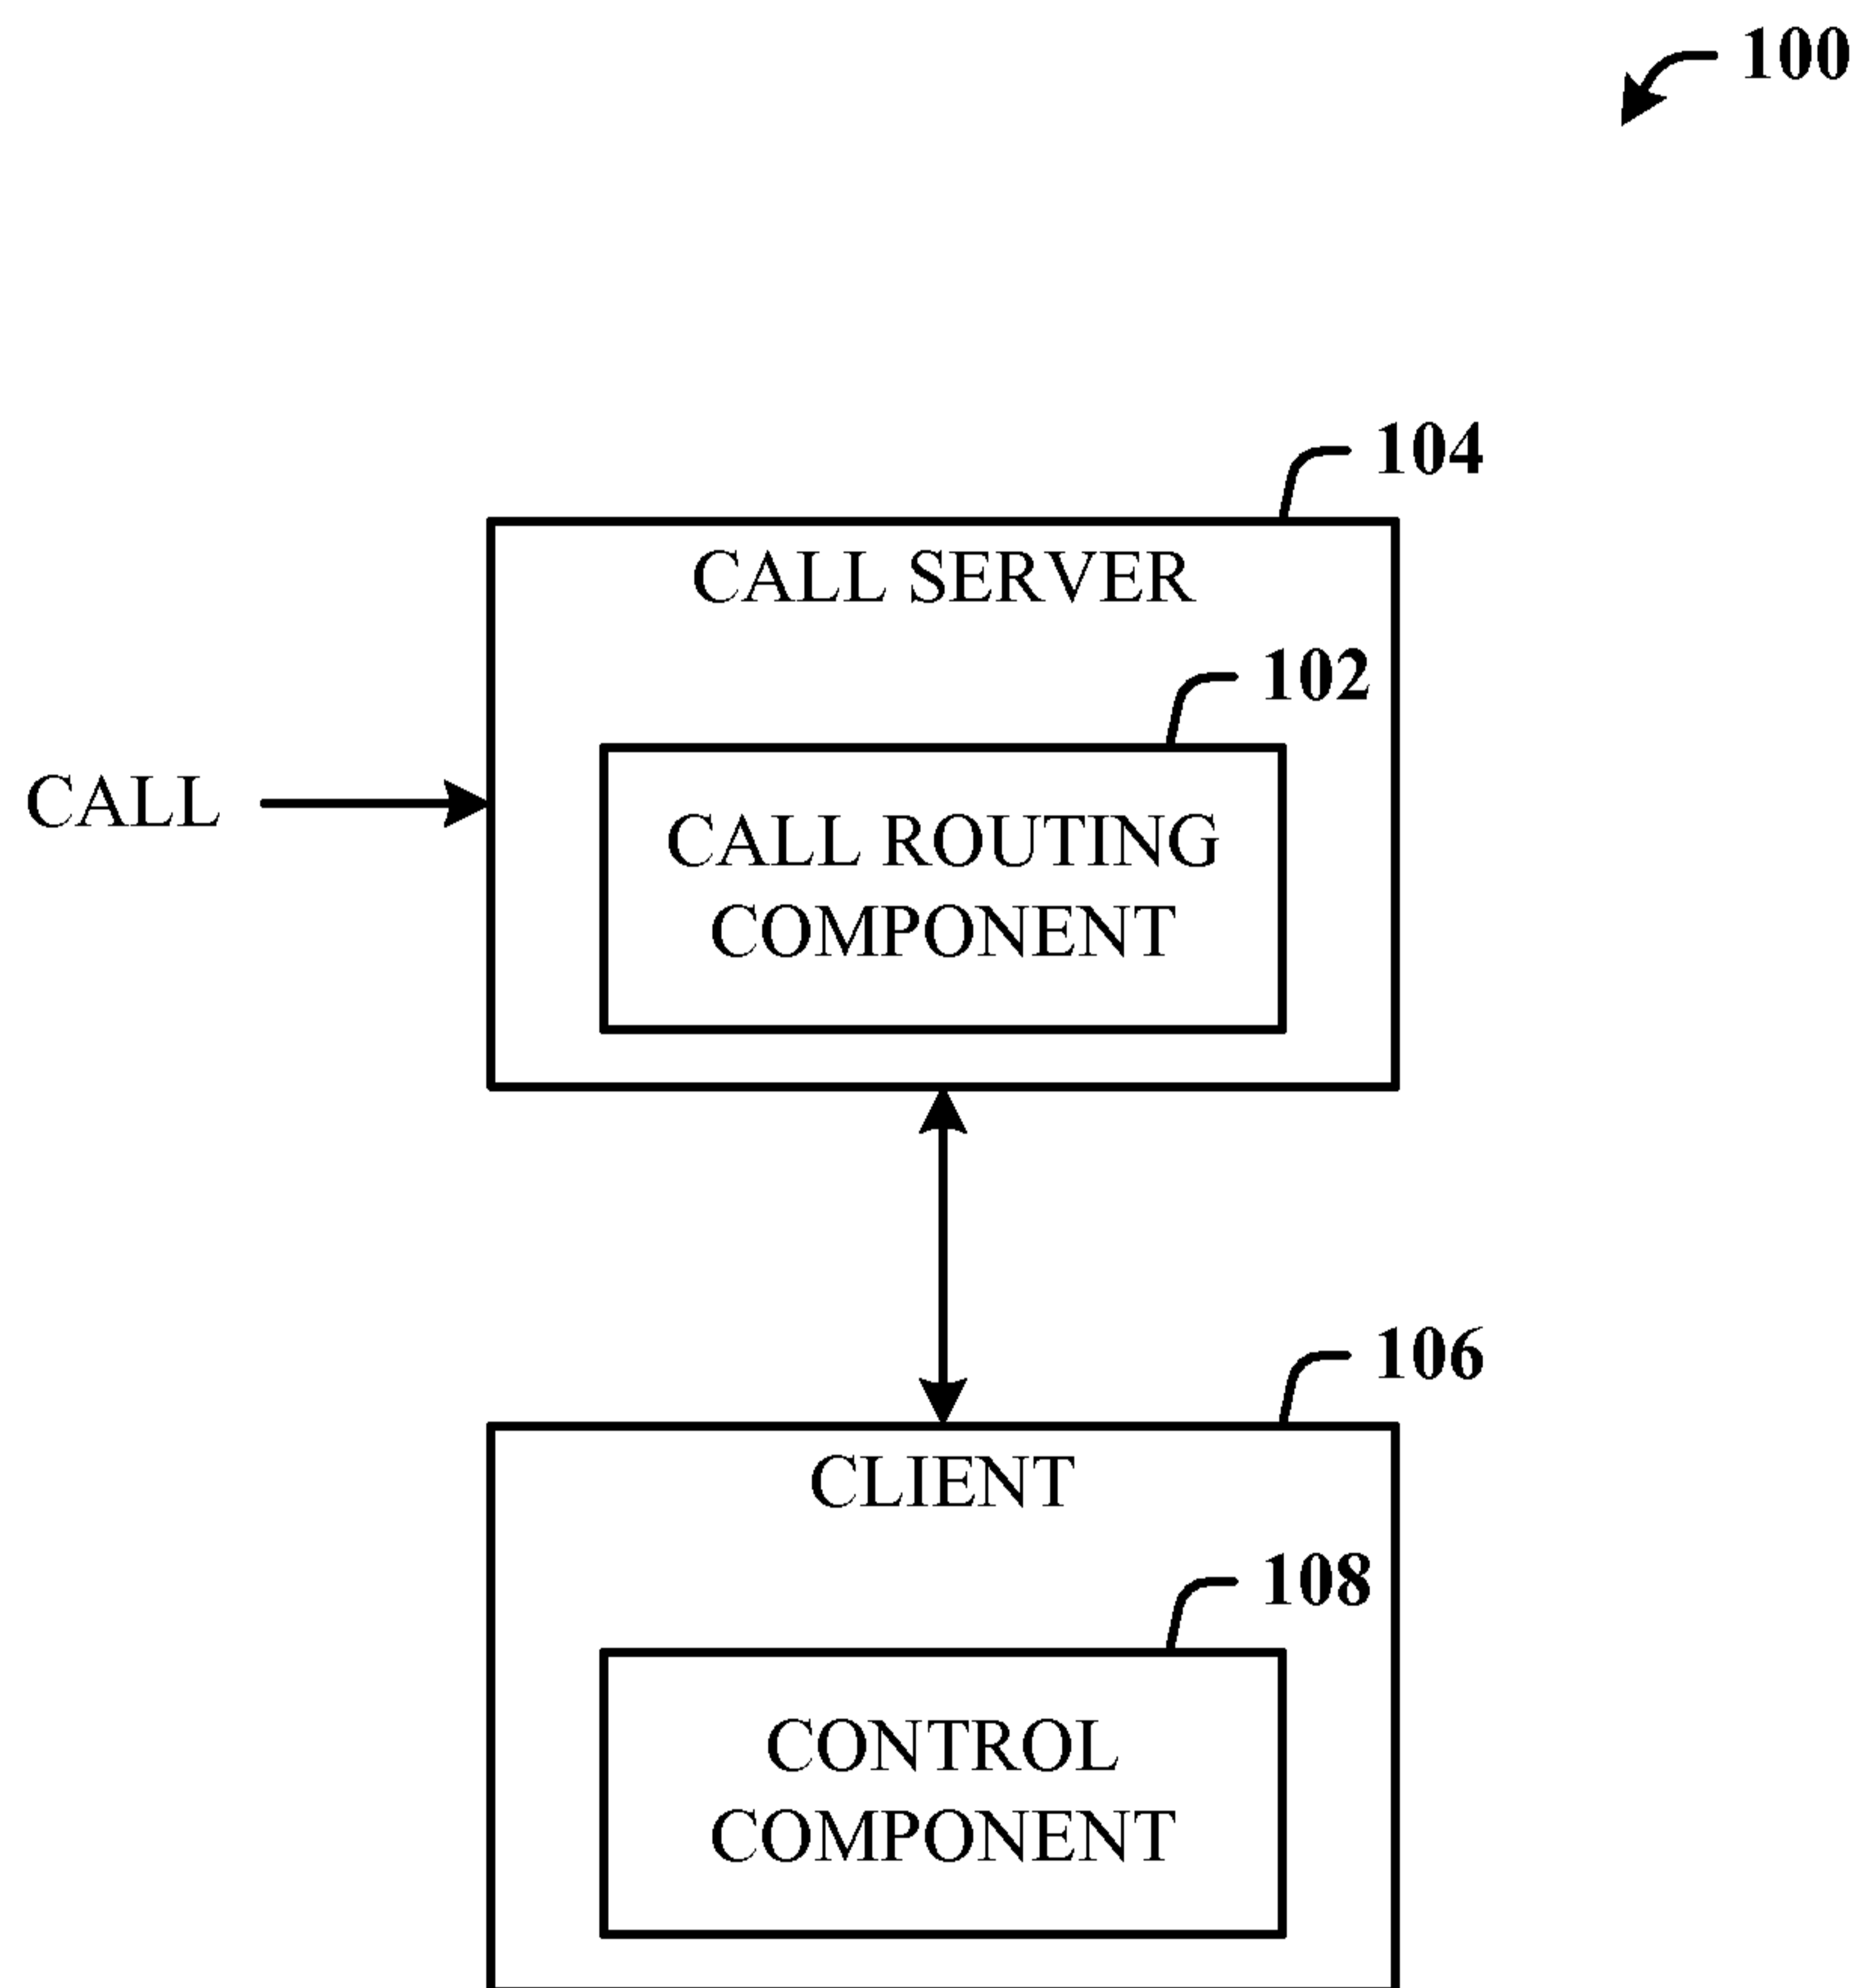 100
104
CALL SERVER
102
CALL
CALL ROUTING
COMPONENT
106
CLIENT
108
CONTROL
COMPONENT